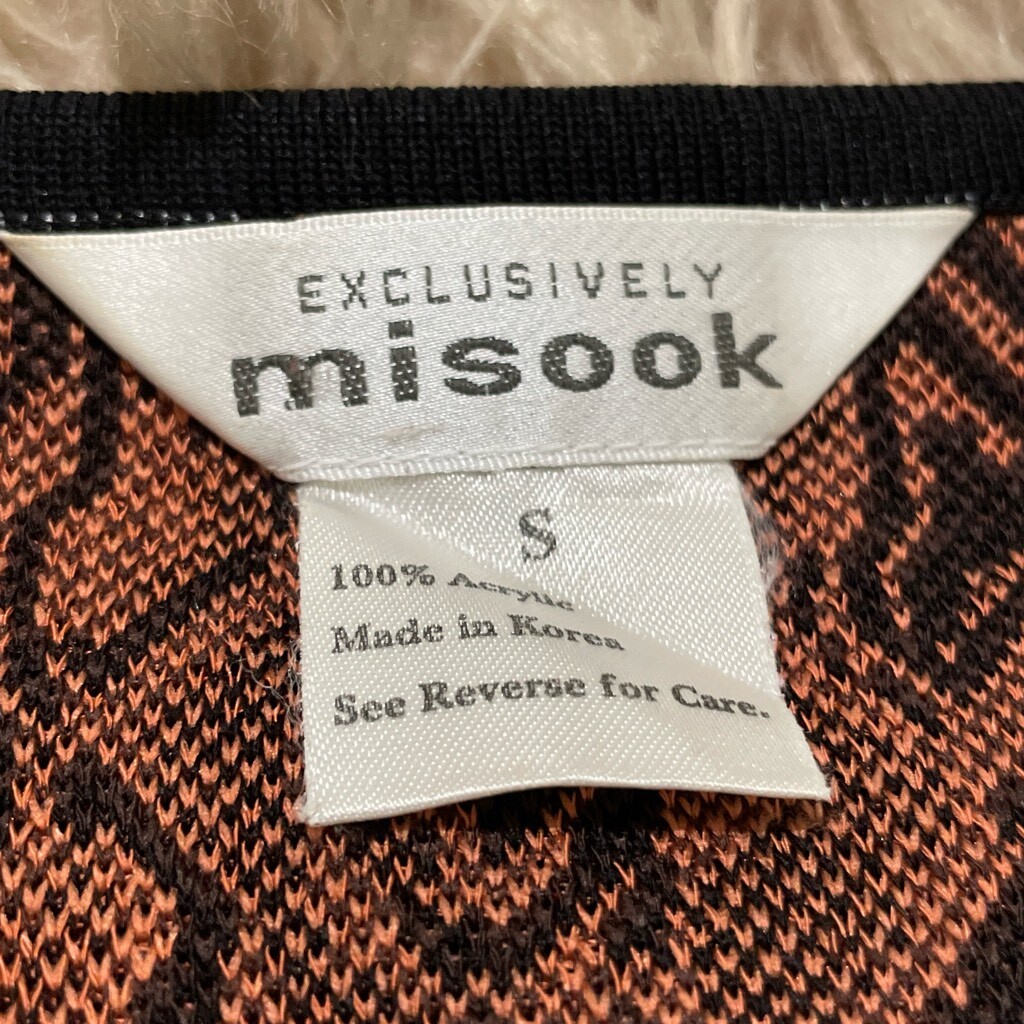 EXCLUSIVELY
misook
S
100% Acrylic
Made in Korea
See Reverse for Care.